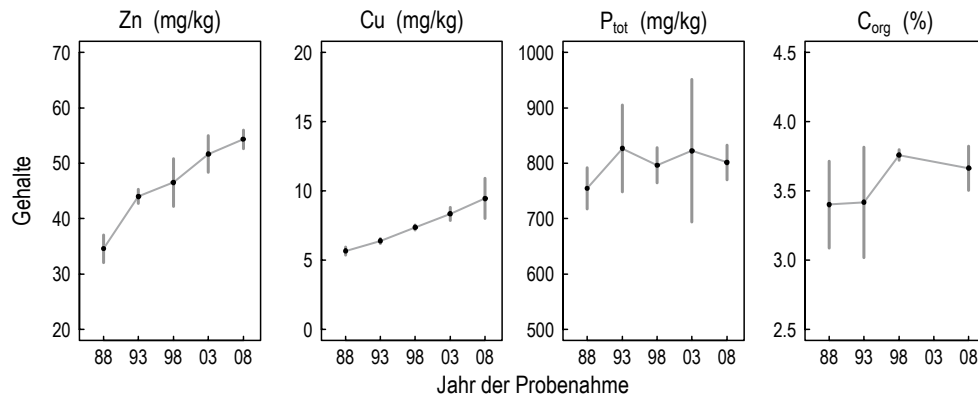 Zn (mg/kg)
70
60
50
40
30
20
88 93 98 03 08
Cu (mg/kg)
20
15
10
5
0
88 93 98 03 08
Ptot (mg/kg)
1000
900
800
700
600
500
88 93 98 03 08
Corg (%)
4.5
4.0
3.5
3.0
2.5
88 93 98 03 08
Gehalte
Jahr der Probenahme